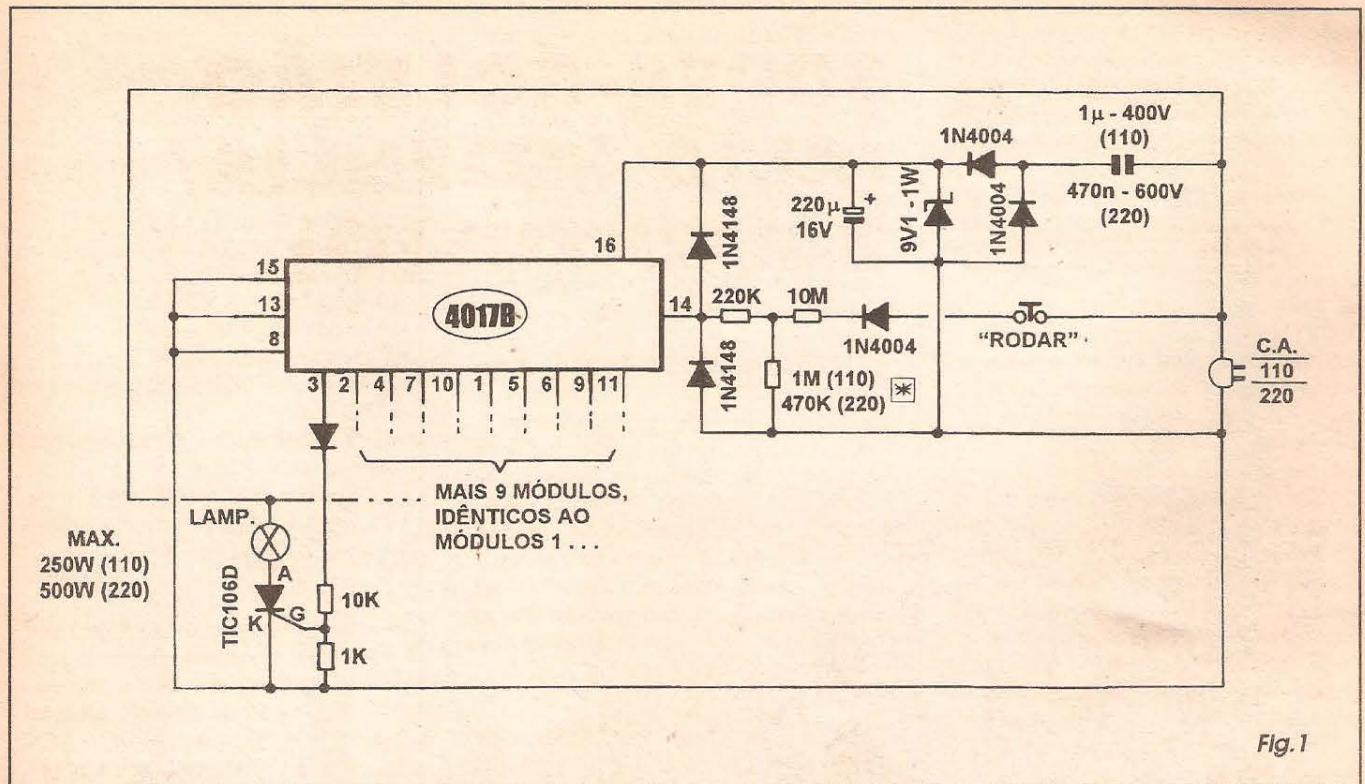 1µ - 400V
(110)
1N4004
470n - 600V
(220)
1N4004
9V1 - 1W
220µ
16V
+
1N4148
16
15
13
8
4017B
14
220K
10M
1N4004
"RODAR"
C.A.
110
220
1N4148
1M (110)
470K (220)
3
2
4
7
10
1
5
6
9
11
MAIS 9 MÓDULOS,
IDÊNTICOS AO
MÓDULOS 1 . . .
LAMP.
MAX.
250W (110)
500W (220)
TIC106D
A
K
G
10K
1K
Fig.1